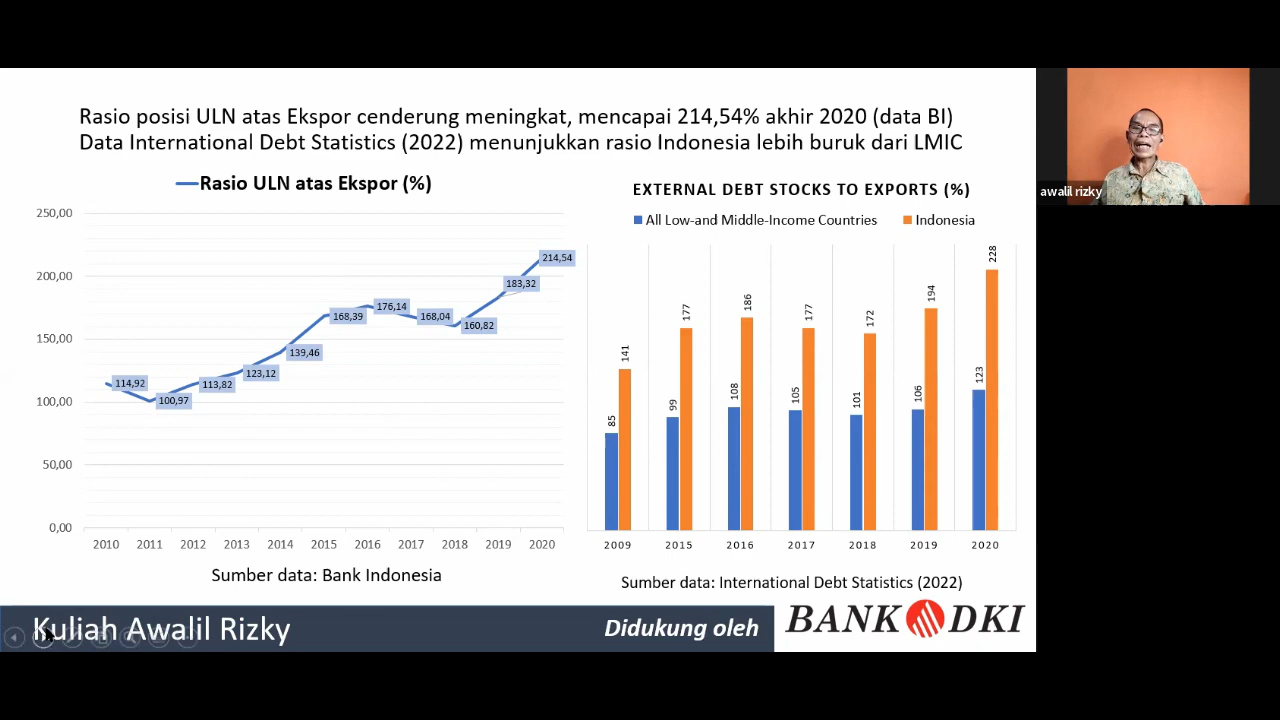 Rasio posisi ULN atas Ekspor cenderung meningkat, mencapai 214,54% akhir 2020 (data BI)
Data International Debt Statistics (2022) menunjukkan rasio Indonesia lebih buruk dari LMIC
Rasio ULN atas Ekspor (%)
250,00
200,00
150,00
100,00
50,00
0,00
114,92
100,97
113,82
123,12
139,46
168,39
176,14
168,04
160,82
183,32
214,54
2010 2011 2012 2013 2014 2015 2016 2017 2018 2019 2020
Sumber data: Bank Indonesia
EXTERNAL DEBT STOCKS TO EXPORTS (%)
All Low-and Middle-Income Countries Indonesia
85 141 99 177 108 186 105 177 101 172 106 194 123 228
2009 2015 2016 2017 2018 2019 2020
Sumber data: International Debt Statistics (2022)
awalil rizky
Kuliah Awalil Rizky
Didukung oleh
BANK DKI